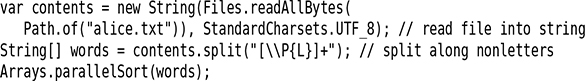 var contents = new String(Files.readAllBytes(
Path.of("alice.txt")), StandardCharsets.UTF_8); // read file into string
String[] words = contents.split("[\\P{L}]+"); // split along nonletters
Arrays.parallelSort(words);